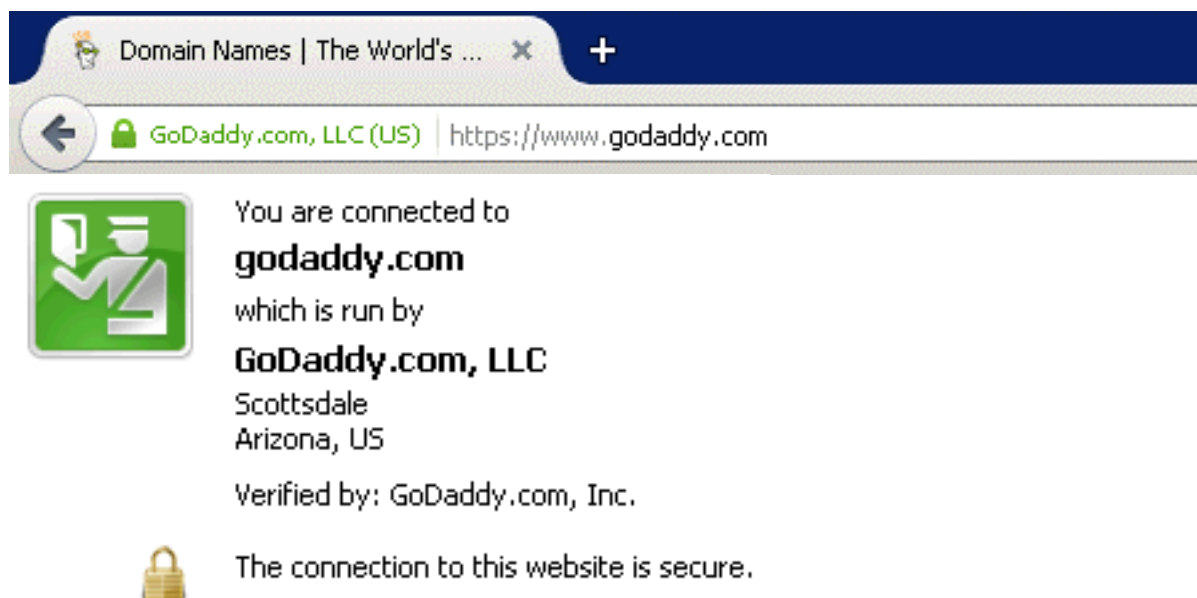 Domain Names | The World's ...
GoDaddy.com, LLC (US) https://www.godaddy.com
You are connected to
godaddy.com
which is run by
GoDaddy.com, LLC
Scottsdale
Arizona, US
Verified by: GoDaddy.com, Inc.
The connection to this website is secure.